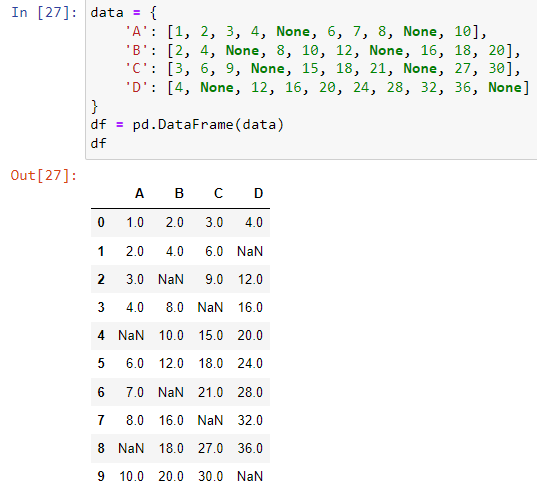 In [27]: data = {
    'A': [1, 2, 3, 4, None, 6, 7, 8, None, 10],
    'B': [2, 4, None, 8, 10, 12, None, 16, 18, 20],
    'C': [3, 6, 9, None, 15, 18, 21, None, 27, 30],
    'D': [4, None, 12, 16, 20, 24, 28, 32, 36, None]
}
df = pd.DataFrame(data)
df
Out[27]:
A B C D
0 1.0 2.0 3.0 4.0
1 2.0 4.0 6.0 NaN
2 3.0 NaN 9.0 12.0
3 4.0 8.0 NaN 16.0
4 NaN 10.0 15.0 20.0
5 6.0 12.0 18.0 24.0
6 7.0 NaN 21.0 28.0
7 8.0 16.0 NaN 32.0
8 NaN 18.0 27.0 36.0
9 10.0 20.0 30.0 NaN